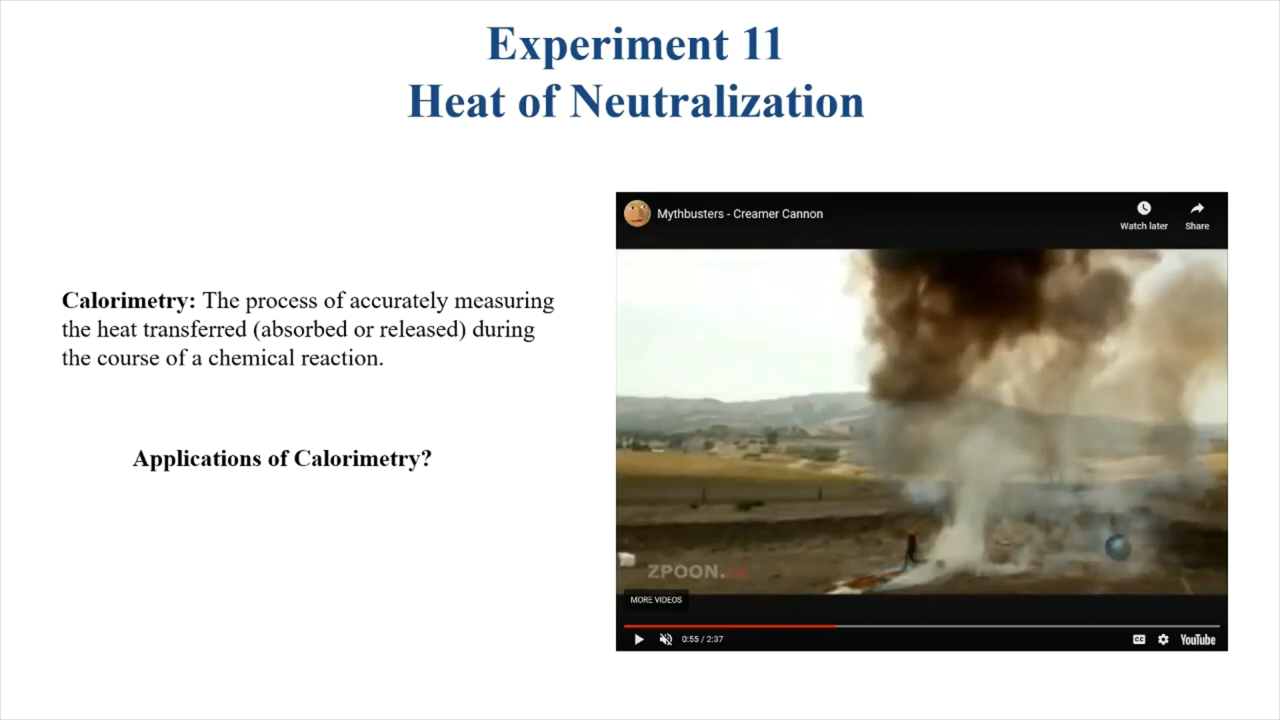 Experiment 11
Heat of Neutralization
Calorimetry: The process of accurately measuring
the heat transferred (absorbed or released) during
the course of a chemical reaction.
Applications of Calorimetry?
Mythbusters - Creamer Cannon
Watch later
Share
ZPOON.
MORE VIDEOS
0:55 / 2:37
CC
YouTube